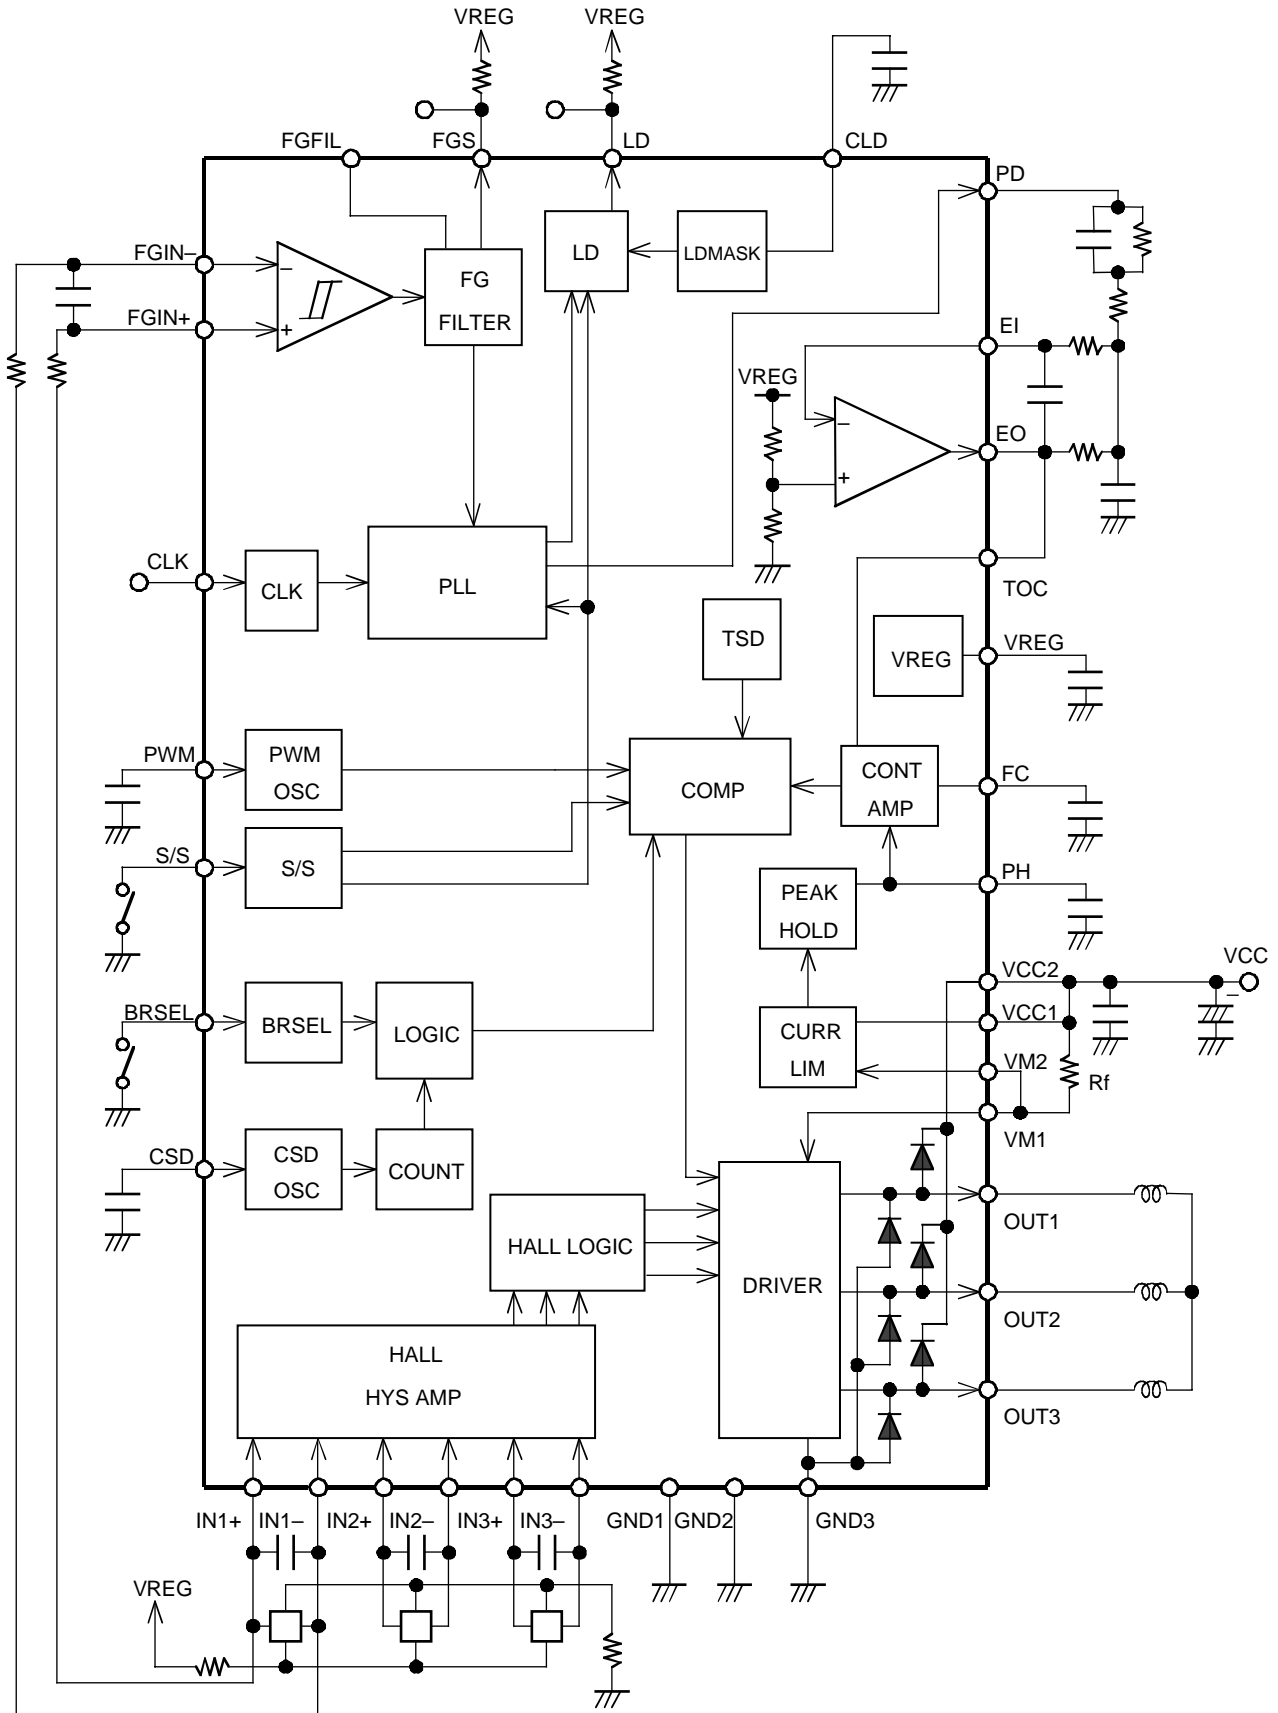 VREG VREG
FGFIL FGS LD CLD
PD
FGIN– – LD LDMASK
FG
FILTER
FGIN+ +
EI
VREG
–
EO
+
CLK
CLK PLL
TOC
TSD
VREG VREG
PWM PWM
OSC
COMP
CONT
AMP
FC
S/S S/S
PEAK
HOLD
PH
VCC2 VCC
–
BRSEL BRSEL LOGIC
CURR
LIM
VCC1
VM2
Rf
VM1
CSD CSD
OSC
COUNT
OUT1
HALL LOGIC
DRIVER
OUT2
HALL
HYS AMP
OUT3
IN1+ IN1– IN2+ IN2– IN3+ IN3– GND1 GND2 GND3
VREG